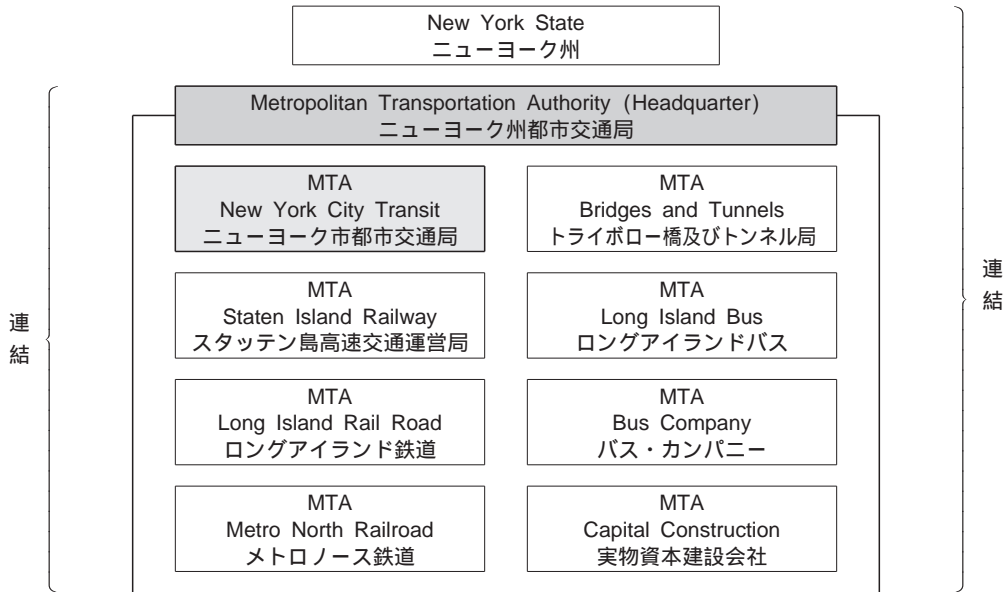 New York State
ニューヨーク州
Metropolitan Transportation Authority (Headquarter)
ニューヨーク州都市交通局
MTA
New York City Transit
ニューヨーク市都市交通局
MTA
Bridges and Tunnels
トライボロー橋及びトンネル局
MTA
Staten Island Railway
スタッテン島高速交通運営局
MTA
Long Island Bus
ロングアイランドバス
MTA
Long Island Rail Road
ロングアイランド鉄道
MTA
Bus Company
バス・カンパニー
MTA
Metro North Railroad
メトロノース鉄道
MTA
Capital Construction
実物資本建設会社
連
結
連
結